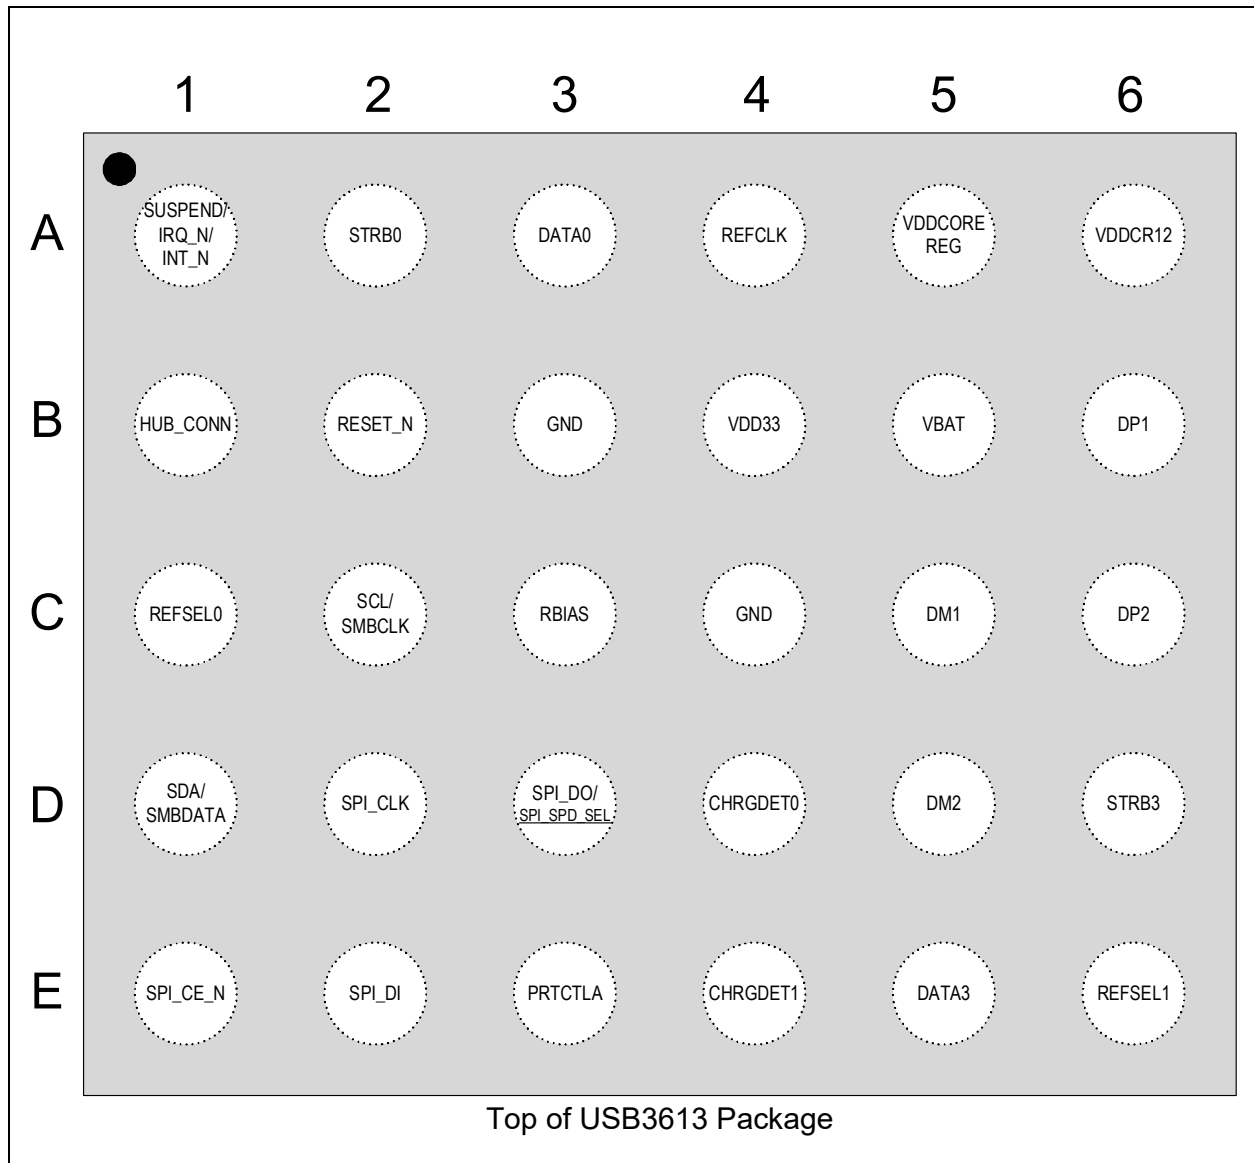 1 2 3 4 5 6
A
SUSPEND/
IRQ_N/
INT_N
STRB0
DATA0
REFCLK
VDDCORE
REG
VDDCR12
B
HUB_CONN
RESET_N
GND
VDD33
VBAT
DP1
C
REFSEL0
SCL/
SMBCLK
RBIAS
GND
DM1
DP2
D
SDA/
SMBDATA
SPI_CLK
SPI_DO/
SPI_SPD_SEL
CHRGDET0
DM2
STRB3
E
SPI_CE_N
SPI_DI
PRTCTLA
CHRGDET1
DATA3
REFSEL1
Top of USB3613 Package